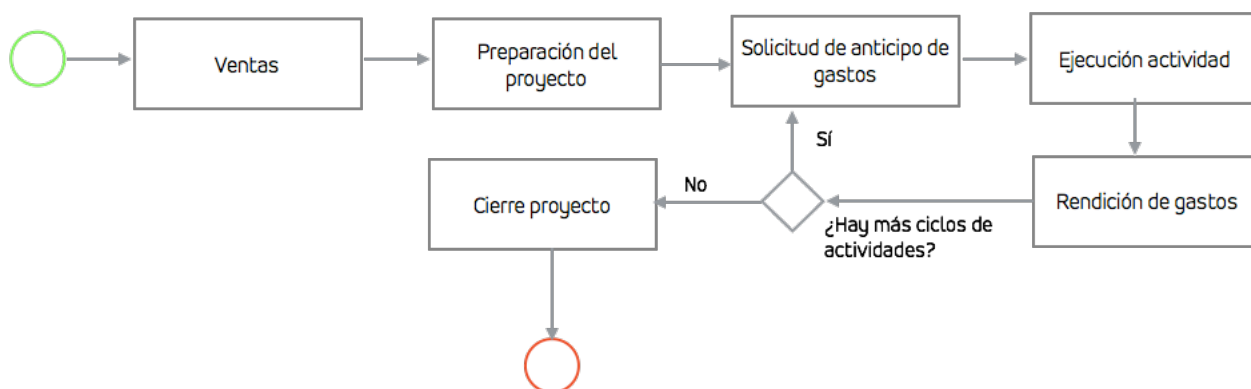 Ventas
Preparación del
proyecto
Solicitud de anticipo de
gastos
Ejecución actividad
Sí
Cierre proyecto
No
¿Hay más ciclos de
actividades?
Rendición de gastos